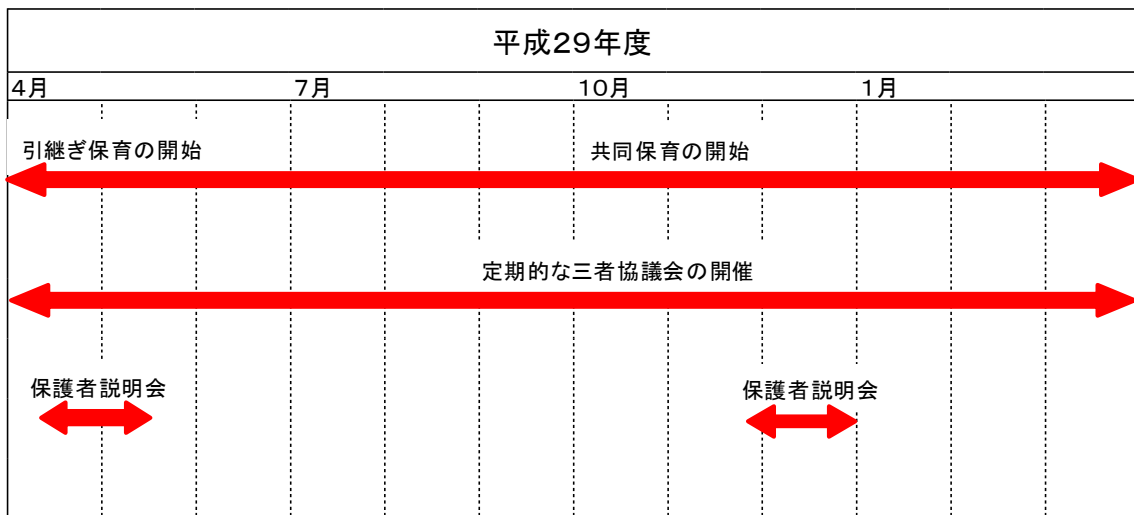 平成29年度
4月 7月 10月 1月
引継ぎ保育の開始 共同保育の開始
定期的な三者協議会の開催
保護者説明会 保護者説明会